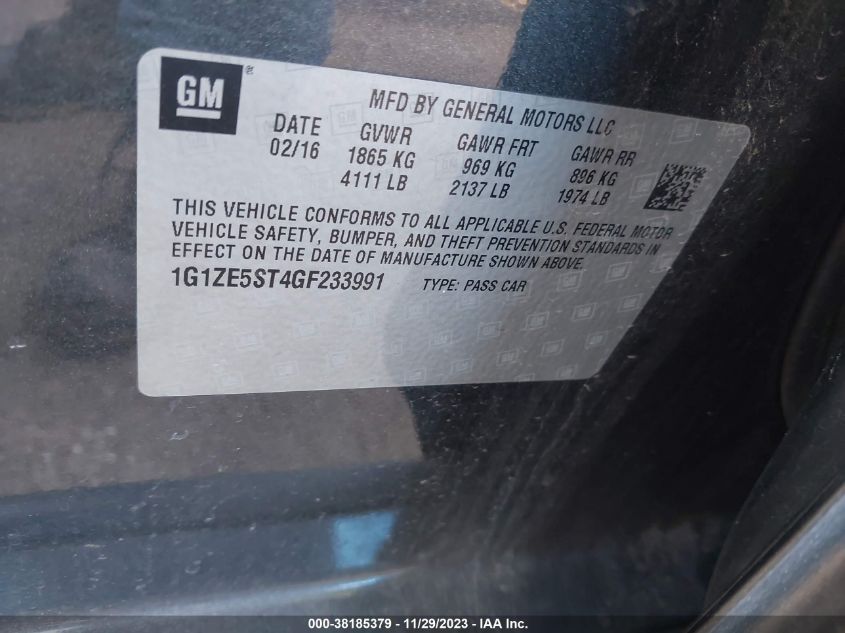 GM ®
MFD BY GENERAL MOTORS LLC
DATE GVWR GAWR FRT GAWR RR
02/16 1865 KG 969 KG 896 KG
4111 LB 2137 LB 1974 LB
THIS VEHICLE CONFORMS TO ALL APPLICABLE U.S. FEDERAL MOTOR
VEHICLE SAFETY, BUMPER, AND THEFT PREVENTION STANDARDS IN
EFFECT ON THE DATE OF MANUFACTURE SHOWN ABOVE.
1G1ZE5ST4GF233991 TYPE: PASS CAR
000-38185379 - 11/29/2023 - IAA Inc.